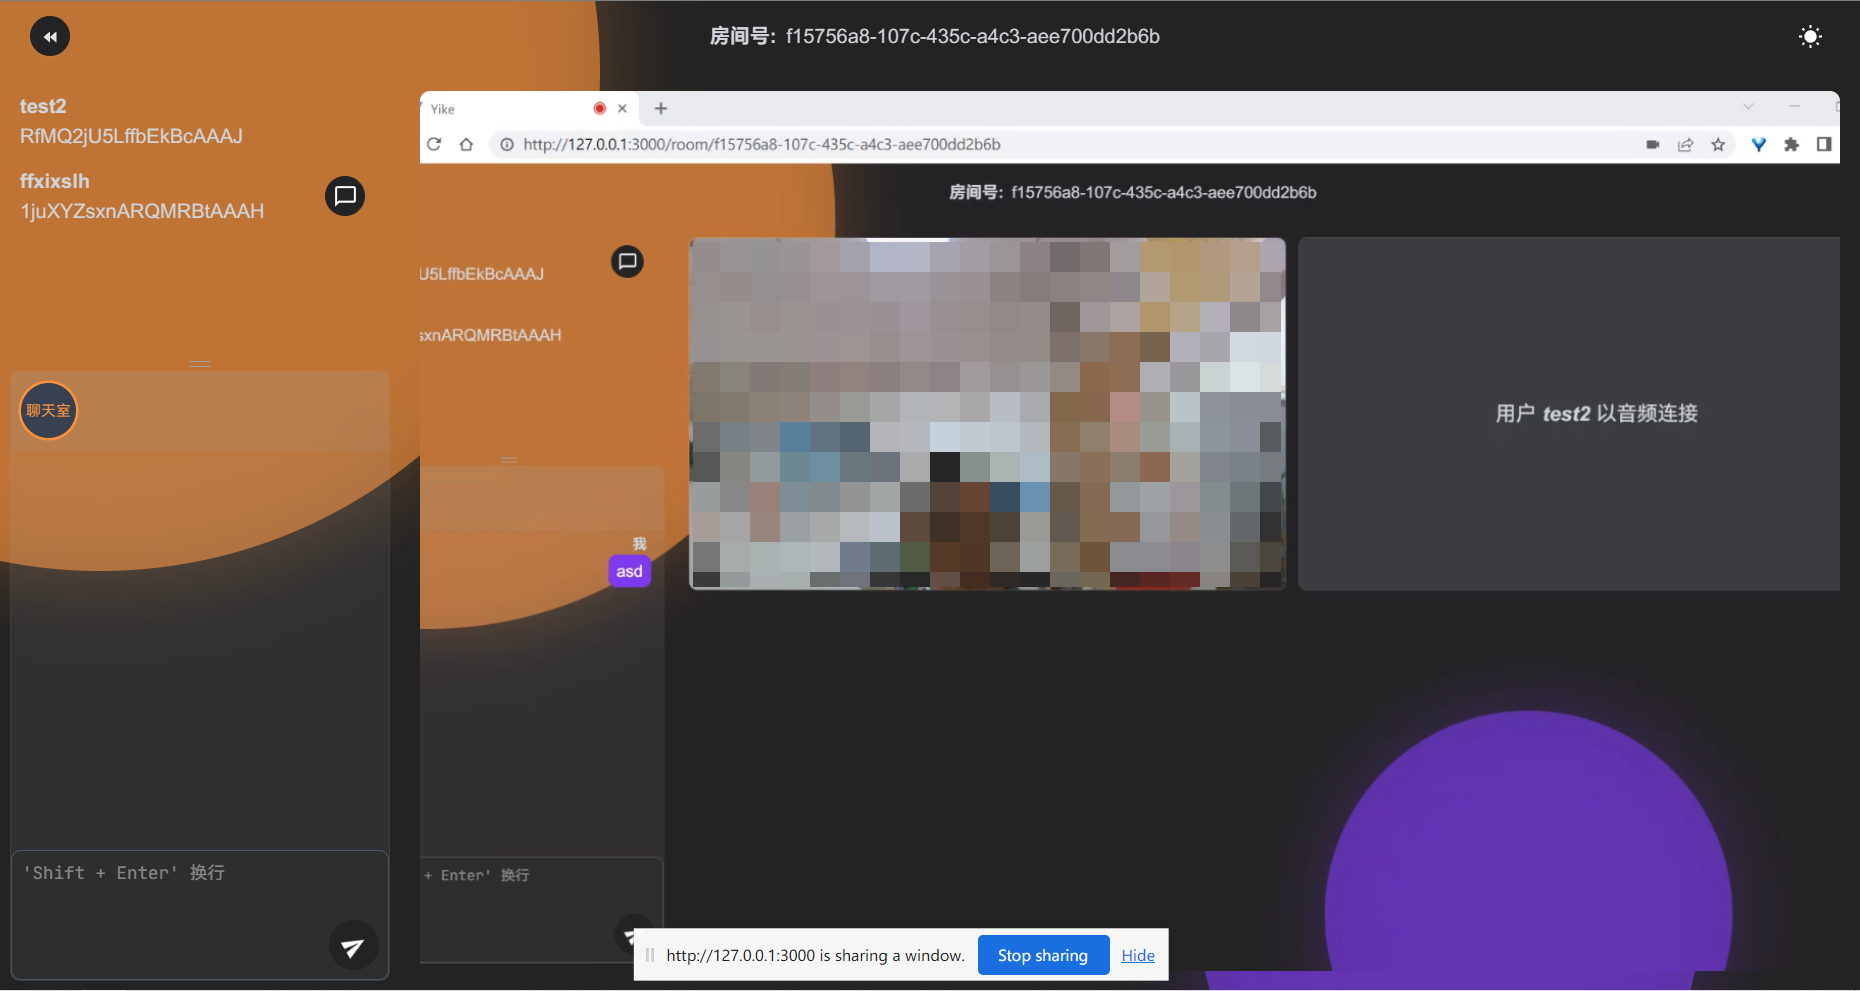 房间号：f15756a8-107c-435c-a4c3-aee700dd2b6b
test2
RfMQ2jU5LffbEkBcAAAJ
ffxixslh
1juXYZsxnARQMRBtAAAH
聊天室
'Shift + Enter' 换行
Yike
http://127.0.0.1:3000/room/f15756a8-107c-435c-a4c3-aee700dd2b6b
房间号：f15756a8-107c-435c-a4c3-aee700dd2b6b
U5LffbEkBcAAAJ
sxnARQMRBtAAAH
用户 test2 以音频连接
我
asd
+ Enter' 换行
http://127.0.0.1:3000 is sharing a window.
Stop sharing
Hide